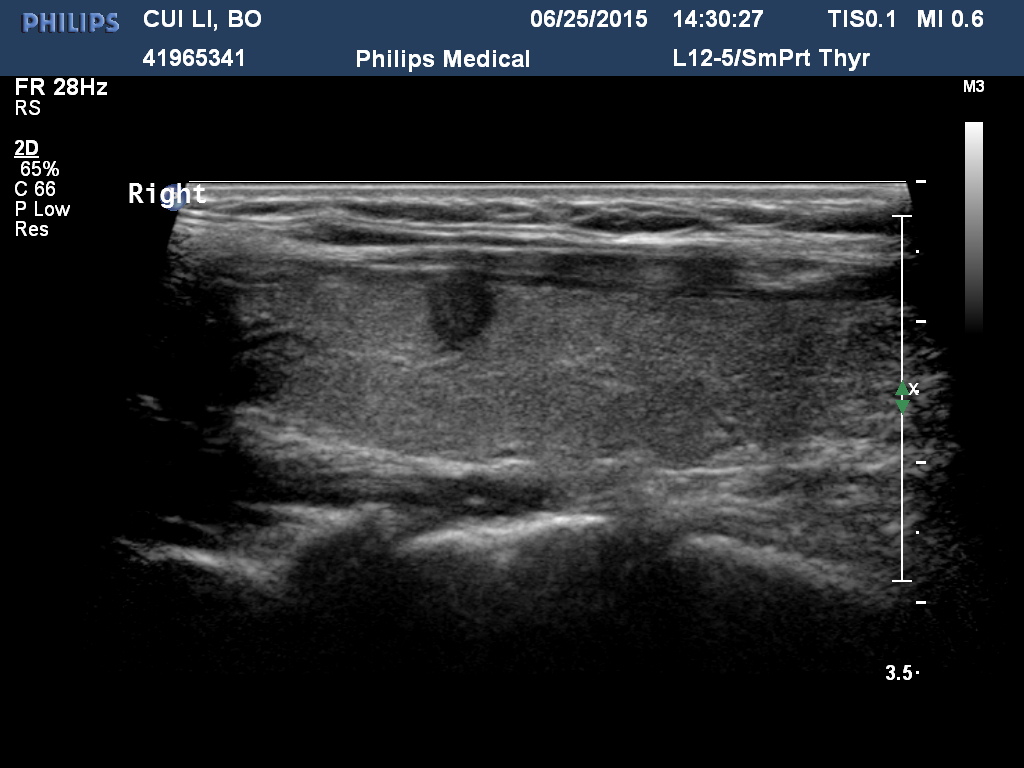 PHILIPS CUI LI, BO 06/25/2015 14:30:27 TIS0.1 MI 0.6
41965341 Philips Medical L12-5/SmPrt Thyr
FR 28Hz M3
RS
2D
65%
C 66
P Low
Res
Right
x
3.5